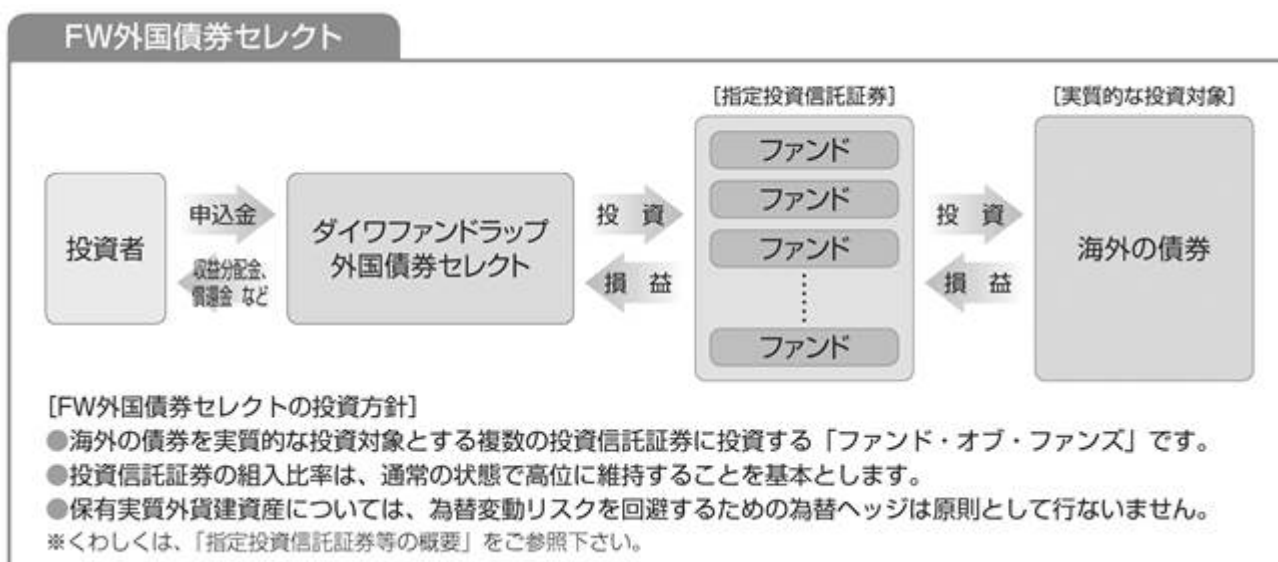 FW外国債券セレクト
[指定投資信託証券]
[実質的な投資対象]
投資者
申込金
収益分配金、
償還金 など
ダイワファンドラップ
外国債券セレクト
投 資
損 益
ファンド
ファンド
ファンド
ファンド
投 資
損 益
海外の債券
[FW外国債券セレクトの投資方針]
●海外の債券を実質的な投資対象とする複数の投資信託証券に投資する「ファンド・オブ・ファンズ」です。
●投資信託証券の組入比率は、通常の状態で高位に維持することを基本とします。
●保有実質外貨建資産については、為替変動リスクを回避するための為替ヘッジは原則として行ないません。
※くわしくは、「指定投資信託証券等の概要」をご参照下さい。